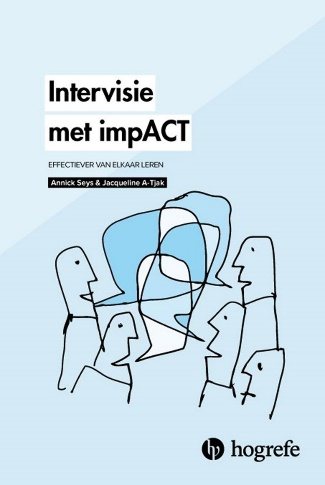 Intervisie
met impACT
EFFECTIEVER VAN ELKAAR LEREN
Annick Seys & Jacqueline A-Tjak
hogrefe